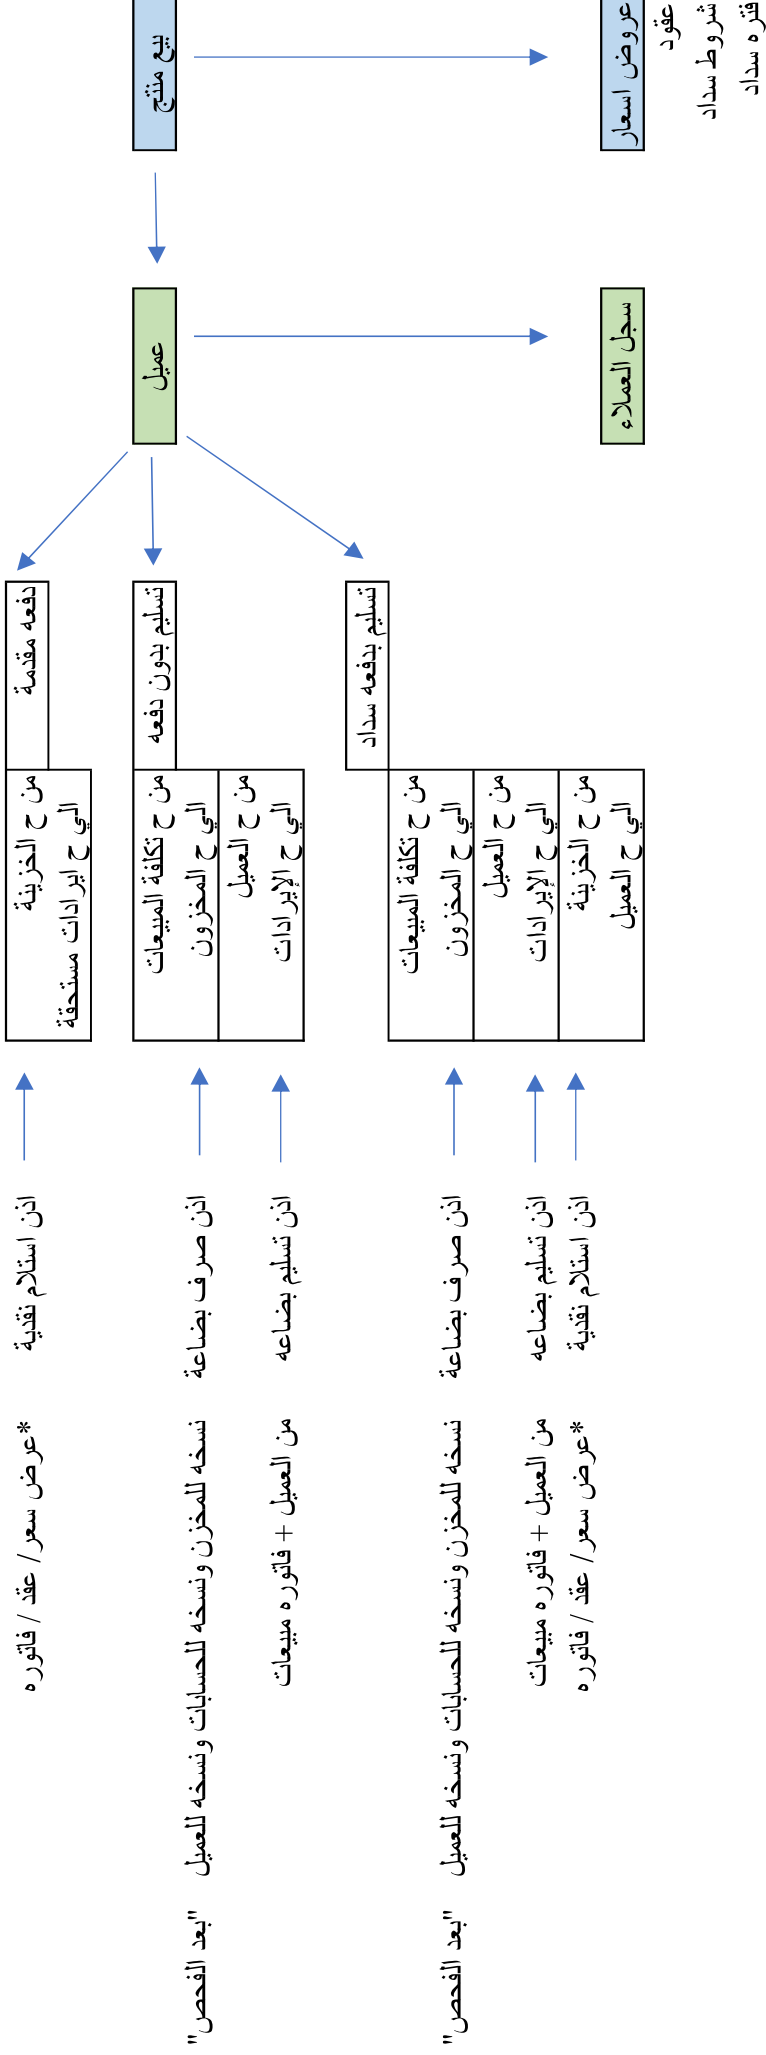 بيع منتج
عروض اسعار
عقود
شروط سداد
فتره سداد
عميل
سجل العملاء
دفعه مقدمة
من ح الخزينة
الي ح ايرادات مستحقة
اذن استلام نقدية
*عرض سعر/ عقد / فاتوره
تسليم بدون دفعه
من ح تكلفة المبيعات
الي ح المخزون
من ح العميل
الي ح الإيرادات
اذن صرف بضاعة
نسخه للمخزن ونسخه للحسابات ونسخه للعميل
"بعد الفحص"
اذن تسليم بضاعه
من العميل + فاتوره مبيعات
تسليم بدفعه سداد
من ح تكلفة المبيعات
الي ح المخزون
من ح العميل
الي ح الإيرادات
من ح الخزينة
الي ح العميل
اذن صرف بضاعة
نسخه للمخزن ونسخه للحسابات ونسخه للعميل
"بعد الفحص"
اذن تسليم بضاعه
من العميل + فاتوره مبيعات
اذن استلام نقدية
*عرض سعر/ عقد / فاتوره